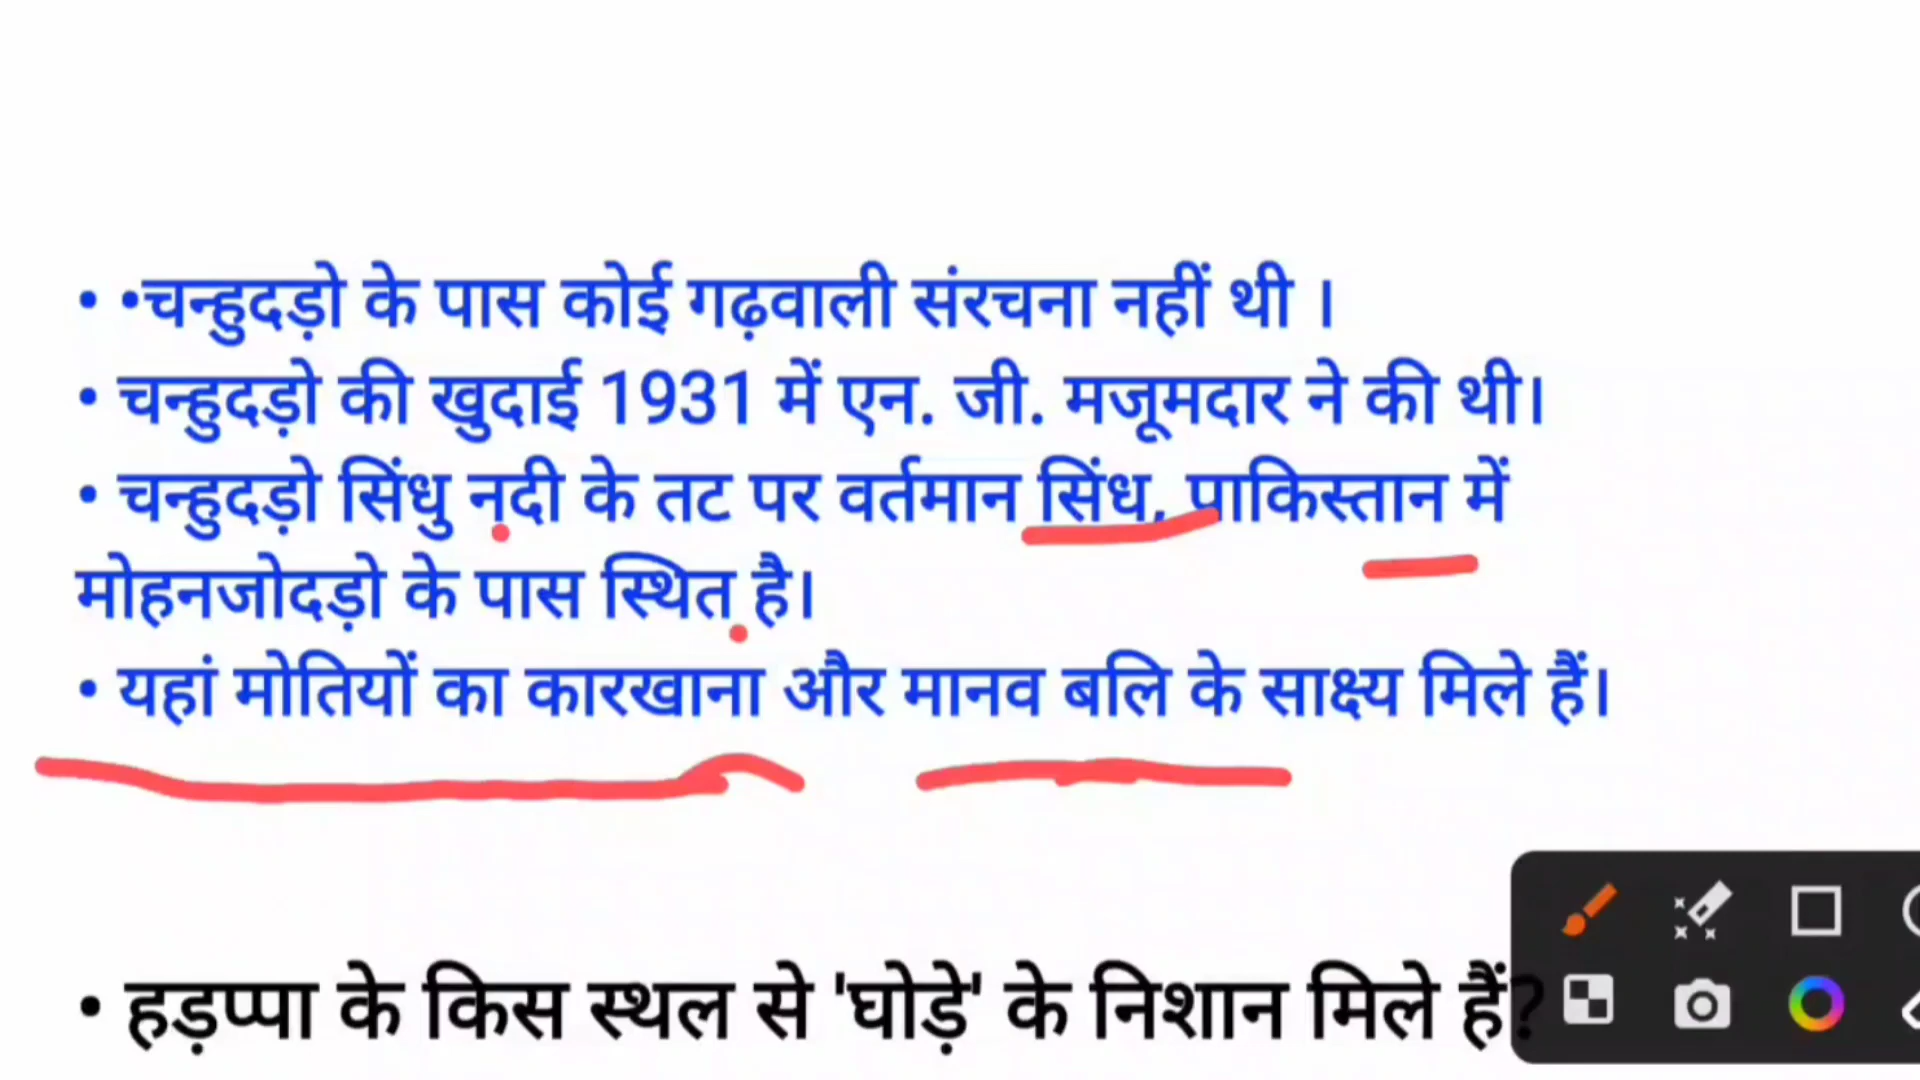 • •चन्हुदड़ो के पास कोई गढ़वाली संरचना नहीं थी ।
• चन्हुदड़ो की खुदाई 1931 में एन. जी. मजूमदार ने की थी।
• चन्हुदड़ो सिंधु नदी के तट पर वर्तमान सिंध, पाकिस्तान में
मोहनजोदड़ो के पास स्थित है।
• यहां मोतियों का कारखाना और मानव बलि के साक्ष्य मिले हैं।
• हड़प्पा के किस स्थल से 'घोड़े' के निशान मिले हैं?